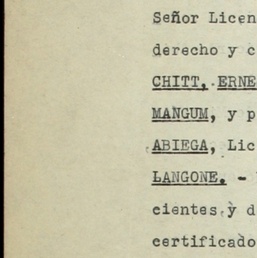 Señor Licen
derecho y c
CHITT, ERNE
MANGUM, y p
ABIEGA, Lic
LANGONE. -
cientes y d
certificado